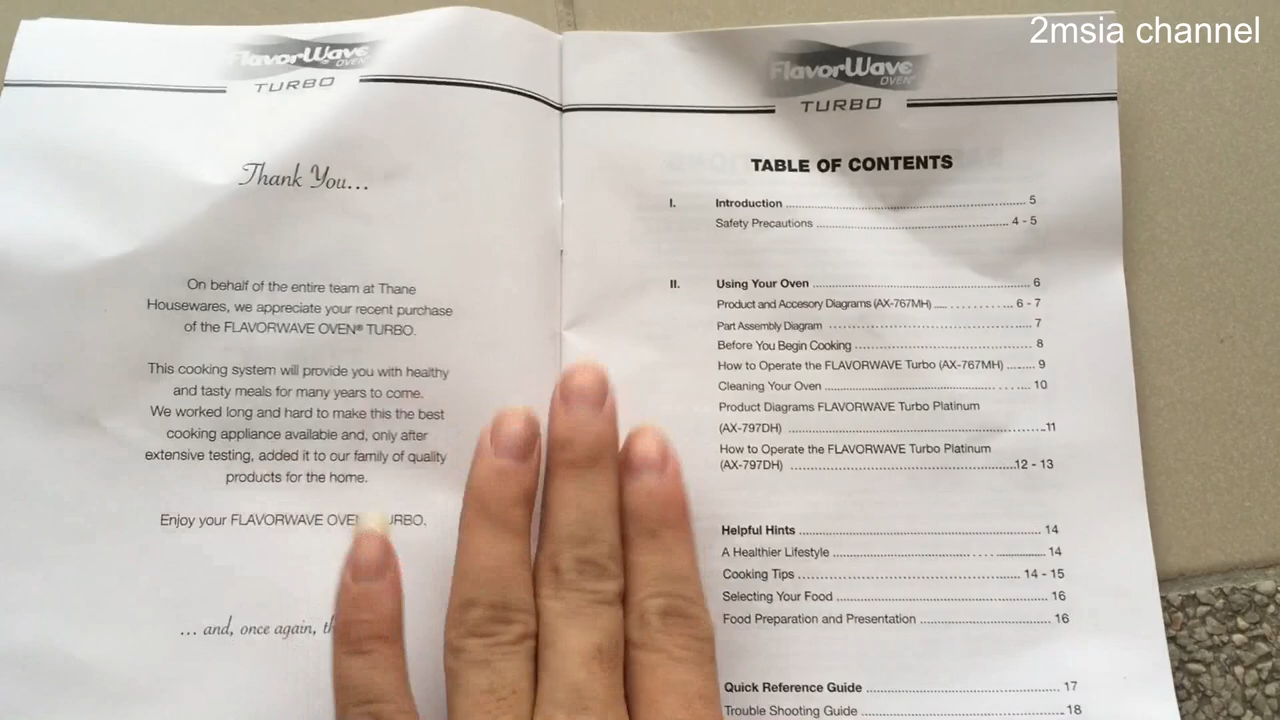 2msia channel
FlavorWave
OVEN
TURBO
Thank You...
On behalf of the entire team at Thane
Housewares, we appreciate your recent purchase
of the FLAVORWAVE OVEN® TURBO.
This cooking system will provide you with healthy
and tasty meals for many years to come.
We worked long and hard to make this the best
cooking appliance available and, only after
extensive testing, added it to our family of quality
products for the home.
Enjoy your FLAVORWAVE
... and, once again,
FlavorWave
OVEN®
TURBO
TABLE OF CONTENTS
I. Introduction ........ 5
Safety Precautions ........ 4 - 5
II. Using Your Oven ........ 6
Product and Accesory Diagrams (AX-767MH) ........ 6 - 7
Part Assembly Diagram ........ 7
Before You Begin Cooking ........ 8
How to Operate the FLAVORWAVE Turbo (AX-767MH) ........ 9
Cleaning Your Oven ........ 10
Product Diagrams FLAVORWAVE Turbo Platinum
(AX-797DH) ........ 11
How to Operate the FLAVORWAVE Turbo Platinum
(AX-797DH) ........ 12 - 13
Helpful Hints ........ 14
A Healthier Lifestyle ........ 14
Cooking Tips ........ 14 - 15
Selecting Your Food ........ 16
Food Preparation and Presentation ........ 16
Quick Reference Guide ........ 17
Trouble Shooting Guide ........ 18